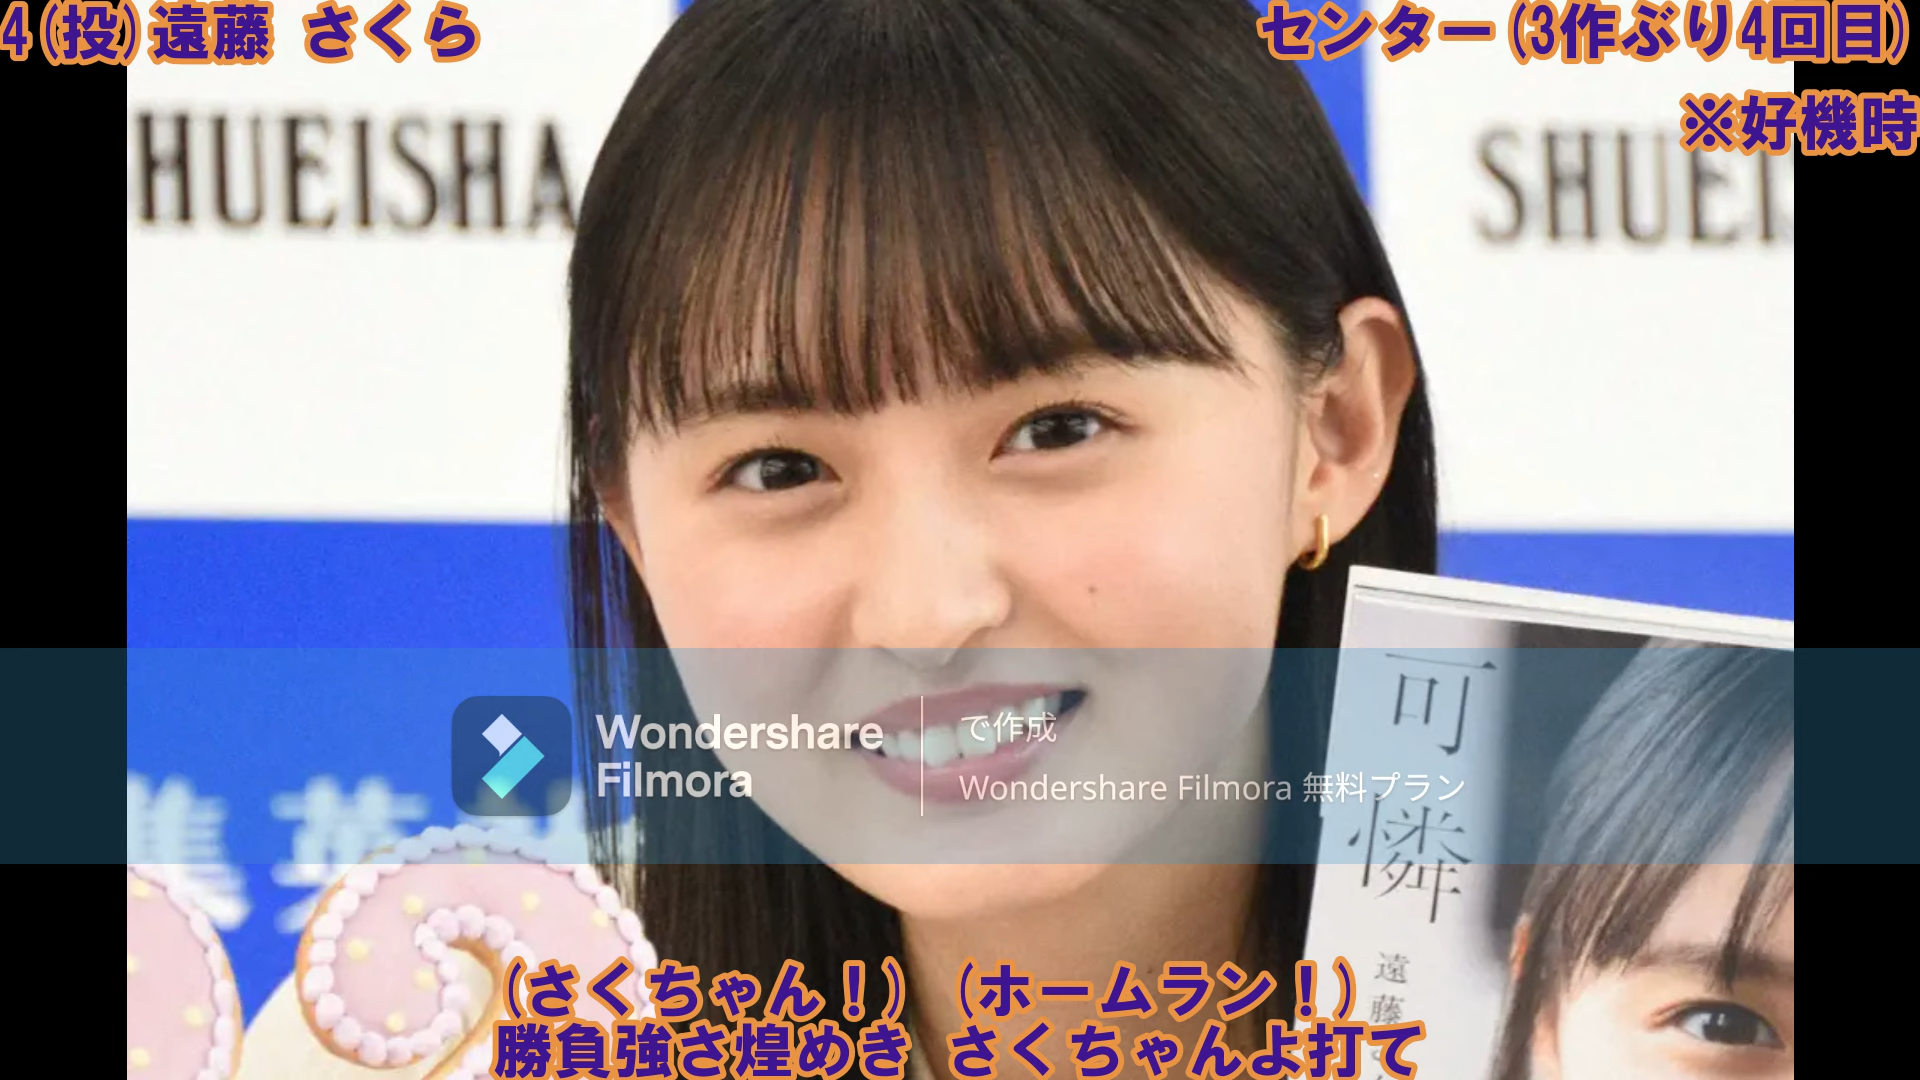 4(投)遠藤 さくら
センター(3作ぶり4回目)
※好機時
HUEISHA
SHUEI
Wondershare
Filmora
で作成
Wondershare Filmora 無料プラン
集英
可憐
遠藤
(さくちゃん！) (ホームラン！)
勝負強さ煌めき さくちゃんよ打て